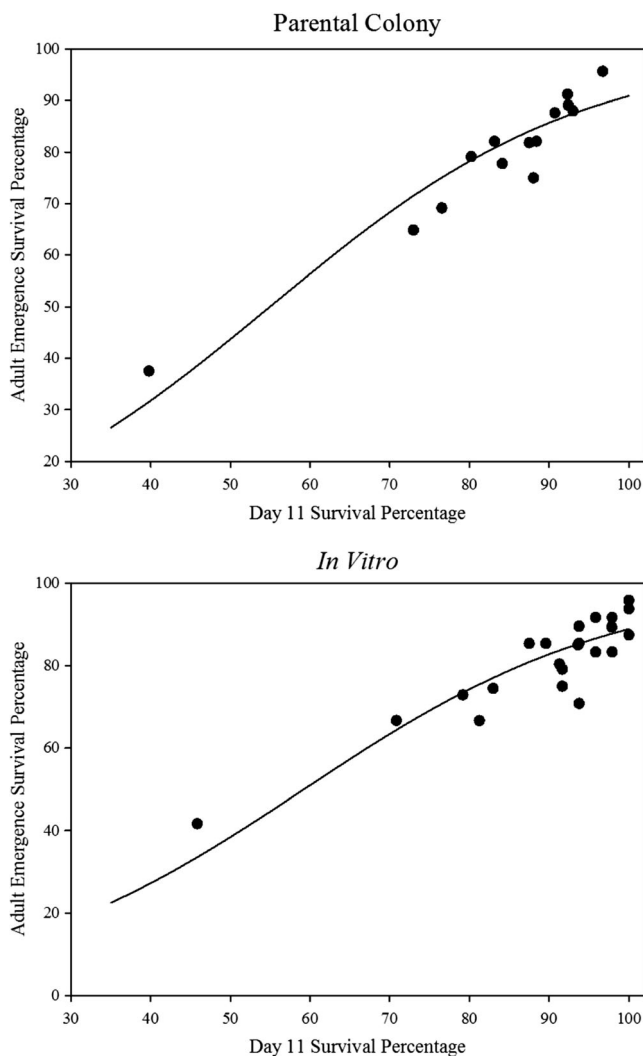 Parental Colony
100
90
80
70
60
50
40
30
20
Adult Emergence Survival Percentage
30 40 50 60 70 80 90 100
Day 11 Survival Percentage
In Vitro
100
80
60
40
20
0
Adult Emergence Survival Percentage
30 40 50 60 70 80 90 100
Day 11 Survival Percentage